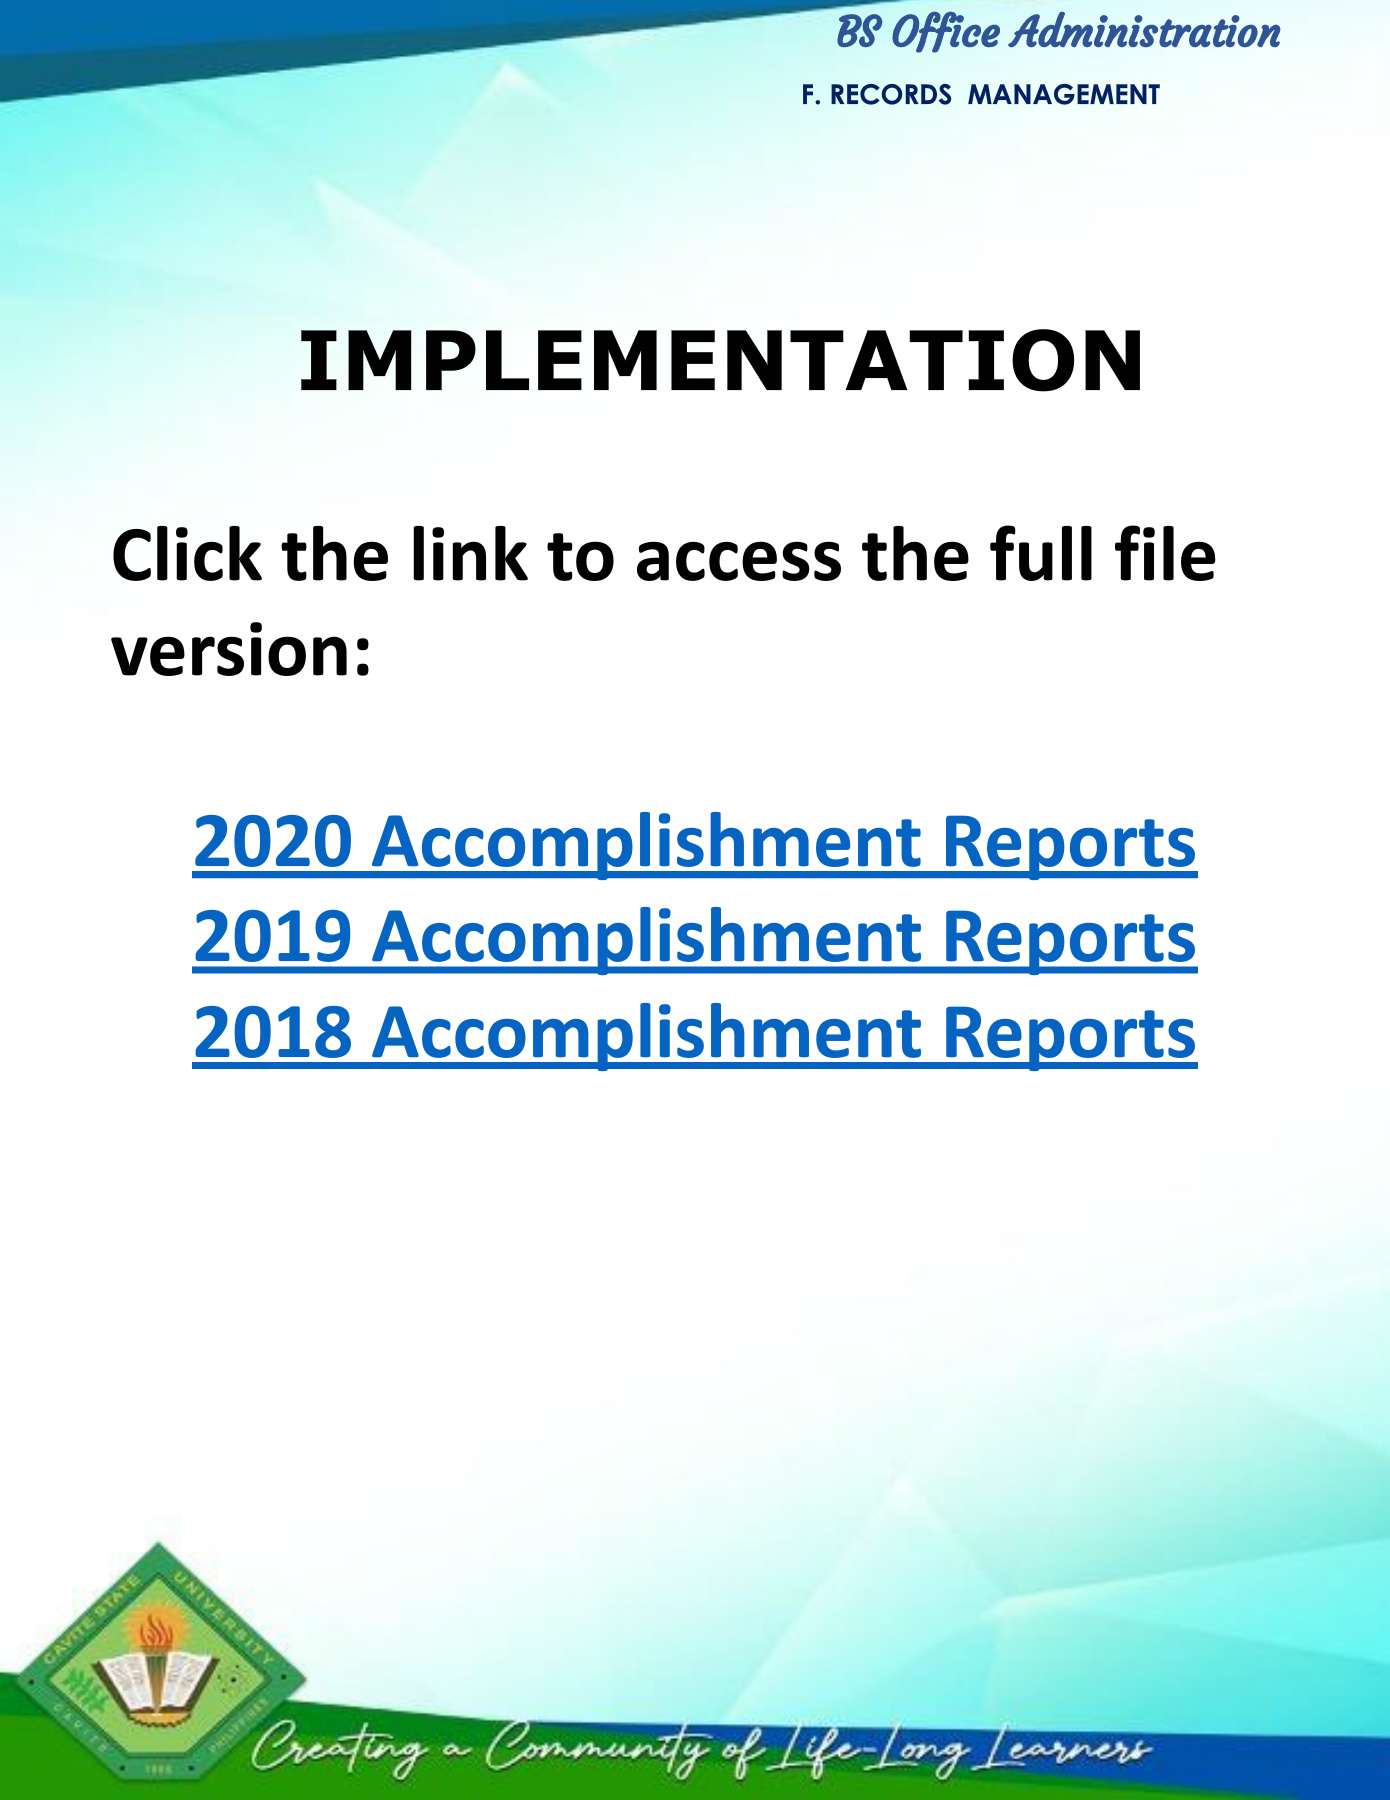 BS Office Administration
F. RECORDS MANAGEMENT
IMPLEMENTATION
Click the link to access the full file
version:
2020 Accomplishment Reports
2019 Accomplishment Reports
2018 Accomplishment Reports
CAVITE STATE UNIVERSITY
CAVITE
PHILIPPINES
Creating a Community of Life-Long Learners